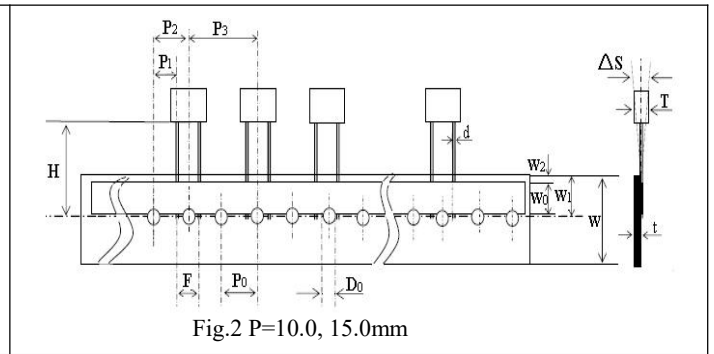 P2 P3
P1
ΔS
T
H
d
W2
W0 W1
W
t
F P0 D0
Fig.2 P=10.0, 15.0mm